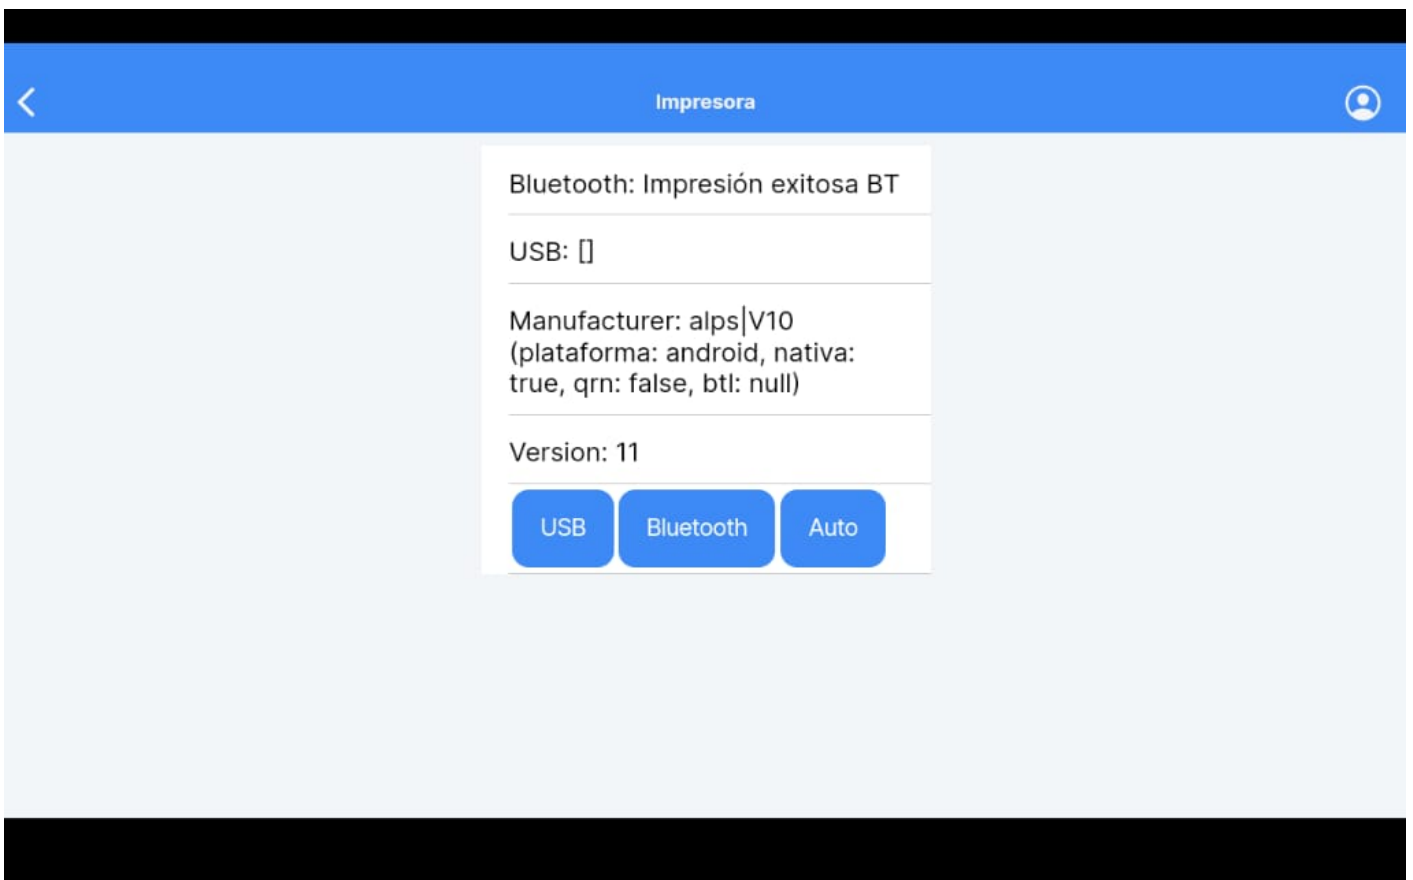 Impresora
Bluetooth: Impresión exitosa BT
USB: []
Manufacturer: alps|V10
(plataforma: android, nativa:
true, qrn: false, btl: null)
Version: 11
USB Bluetooth Auto